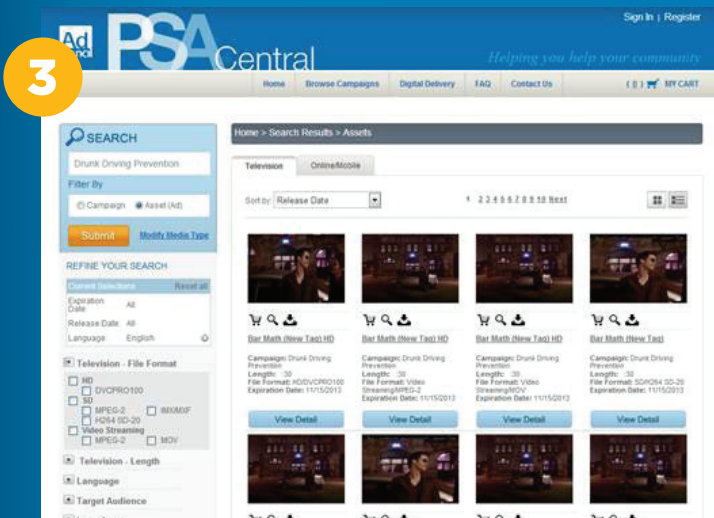 3
Ad
PSACentral
Sign In | Register
Helping you help your community
Home Browse Campaigns Digital Delivery FAQ Contact Us ( 0 ) MY CART
SEARCH
Drunk Driving Prevention
Filter By
Campaign Asset (Ad)
Submit Modify Media Type
REFINE YOUR SEARCH
Current Selections Reset all
Expiration
Date All
Release Date All
Language English
Television - File Format
HD
DVCPRO100
SD
MPEG-2 IMX/MXF
H264 SD-20
Video Streaming
MPEG-2 MOV
Television - Length
Language
Target Audience
Home > Search Results > Assets
Television Online/Mobile
Sort by Release Date 1 2 3 4 5 6 7 8 9 10 Next
Bar Math (New Tag) HD
Campaign: Drunk Driving
Prevention
Length: :30
File Format: HD/DVCPRO100
Expiration Date: 11/15/2013
View Detail
Bar Math (New Tag) HD
Campaign: Drunk Driving
Prevention
Length: :30
File Format: Video
Streaming/MPEG-2
Expiration Date: 11/15/2013
View Detail
Bar Math (New Tag) HD
Campaign: Drunk Driving
Prevention
Length: :30
File Format: Video
Streaming/MOV
Expiration Date: 11/15/2013
View Detail
Bar Math (New Tag)
Campaign: Drunk Driving
Prevention
Length: :30
File Format: SD/H264 SD-20
Expiration Date: 11/15/2013
View Detail